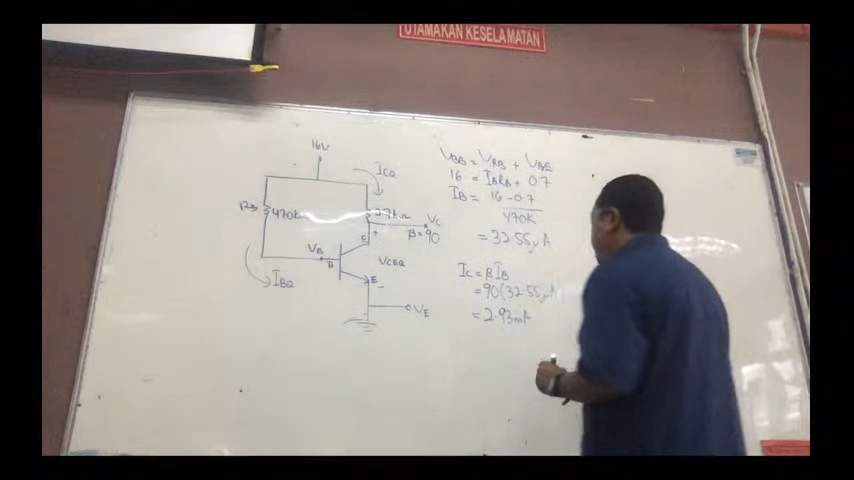 UTAMAKAN KESELAMATAN
16V
ICQ
RB 470k
2.7kΩ
VC
β=90
C +
VB
B
VCEQ
IBQ
E -
VE
VBB = VRB + VBE
16 = IBRB + 0.7
IB = 16 - 0.7
470k
= 32.55μA
IC = βIB
= 90(32.55μA
= 2.93mA